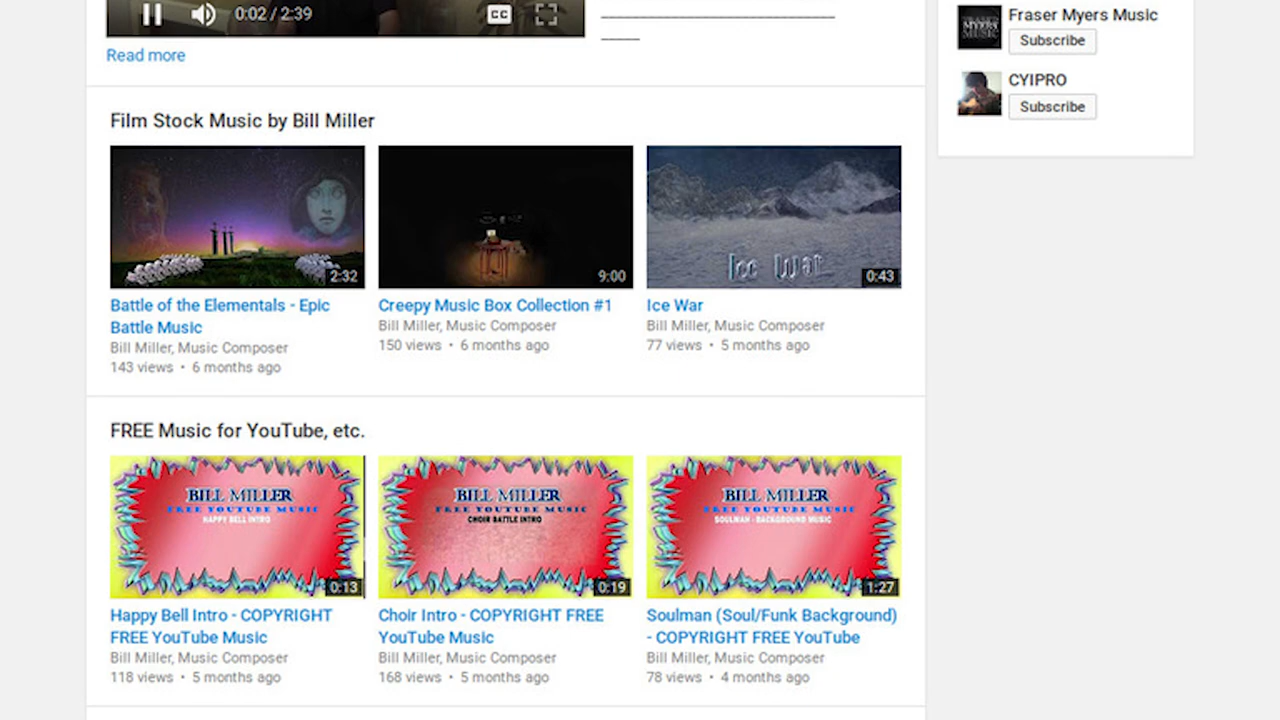 0:02 / 2:39
CC
Read more
Fraser Myers Music
Subscribe
FRASER
MYERS
MUSIC
CYIPRO
Subscribe
Film Stock Music by Bill Miller
2:32
9:00
Ice War
0:43
Battle of the Elementals - Epic
Battle Music
Bill Miller, Music Composer
143 views • 6 months ago
Creepy Music Box Collection #1
Bill Miller, Music Composer
150 views • 6 months ago
Ice War
Bill Miller, Music Composer
77 views • 5 months ago
FREE Music for YouTube, etc.
BILL MILLER
FREE YOUTUBE MUSIC
HAPPY BELL INTRO
0:13
BILL MILLER
FREE YOUTUBE MUSIC
CHOIR BATTLE INTRO
0:19
BILL MILLER
FREE YOUTUBE MUSIC
SOULMAN - BACKGROUND MUSIC
1:27
Happy Bell Intro - COPYRIGHT
FREE YouTube Music
Bill Miller, Music Composer
118 views • 5 months ago
Choir Intro - COPYRIGHT FREE
YouTube Music
Bill Miller, Music Composer
168 views • 5 months ago
Soulman (Soul/Funk Background)
- COPYRIGHT FREE YouTube
Bill Miller, Music Composer
78 views • 4 months ago